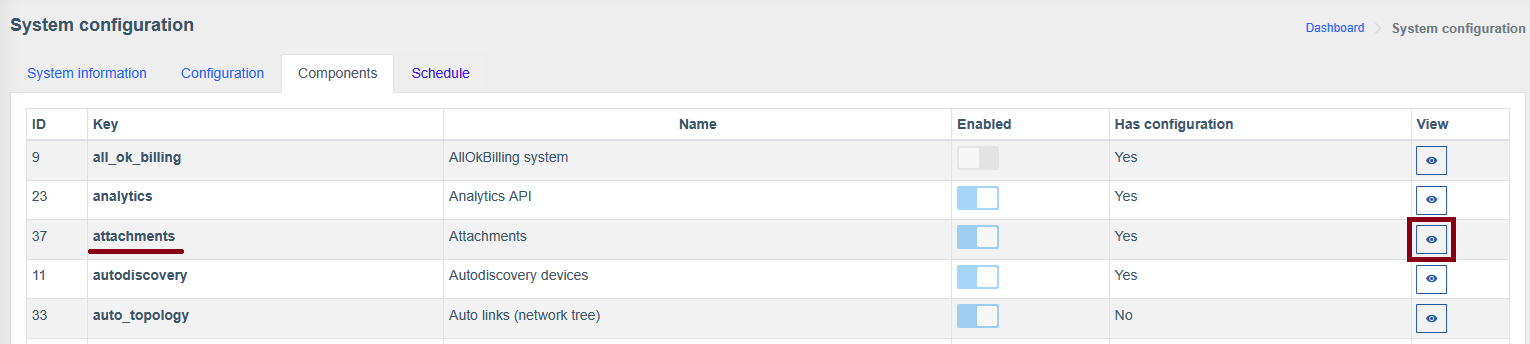 System configuration
Dashboard System configuration
System information Configuration Components Schedule
ID Key Name Enabled Has configuration View
9 all_ok_billing AllOkBilling system Yes
23 analytics Analytics API Yes
37 attachments Attachments Yes
11 autodiscovery Autodiscovery devices Yes
33 auto_topology Auto links (network tree) No